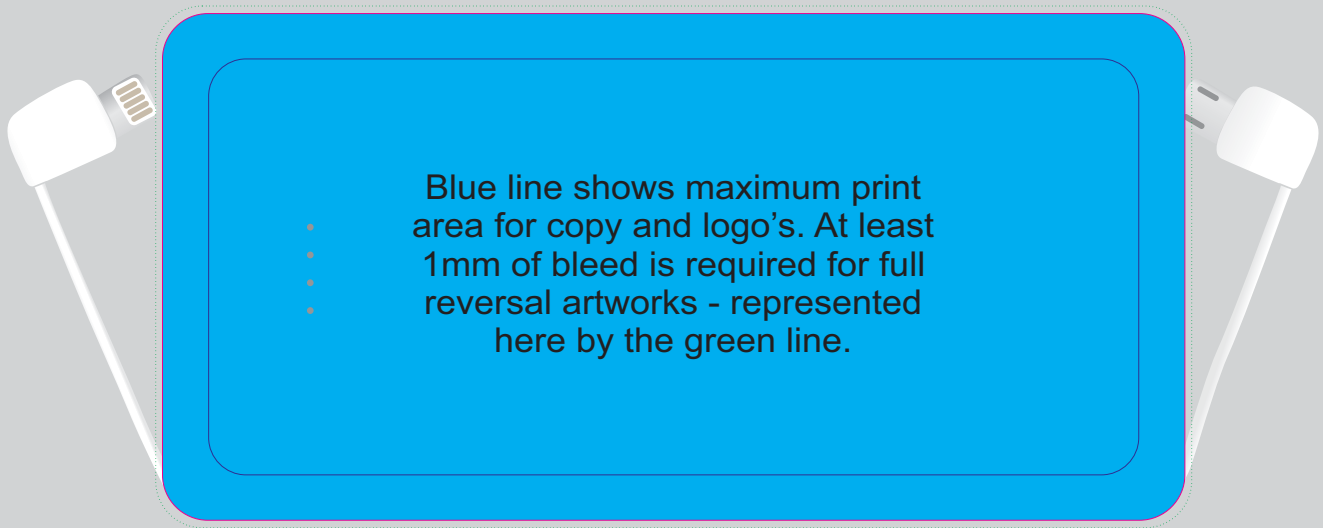 Blue line shows maximum print
area for copy and logo’s. At least
1mm of bleed is required for full
reversal artworks - represented
here by the green line.